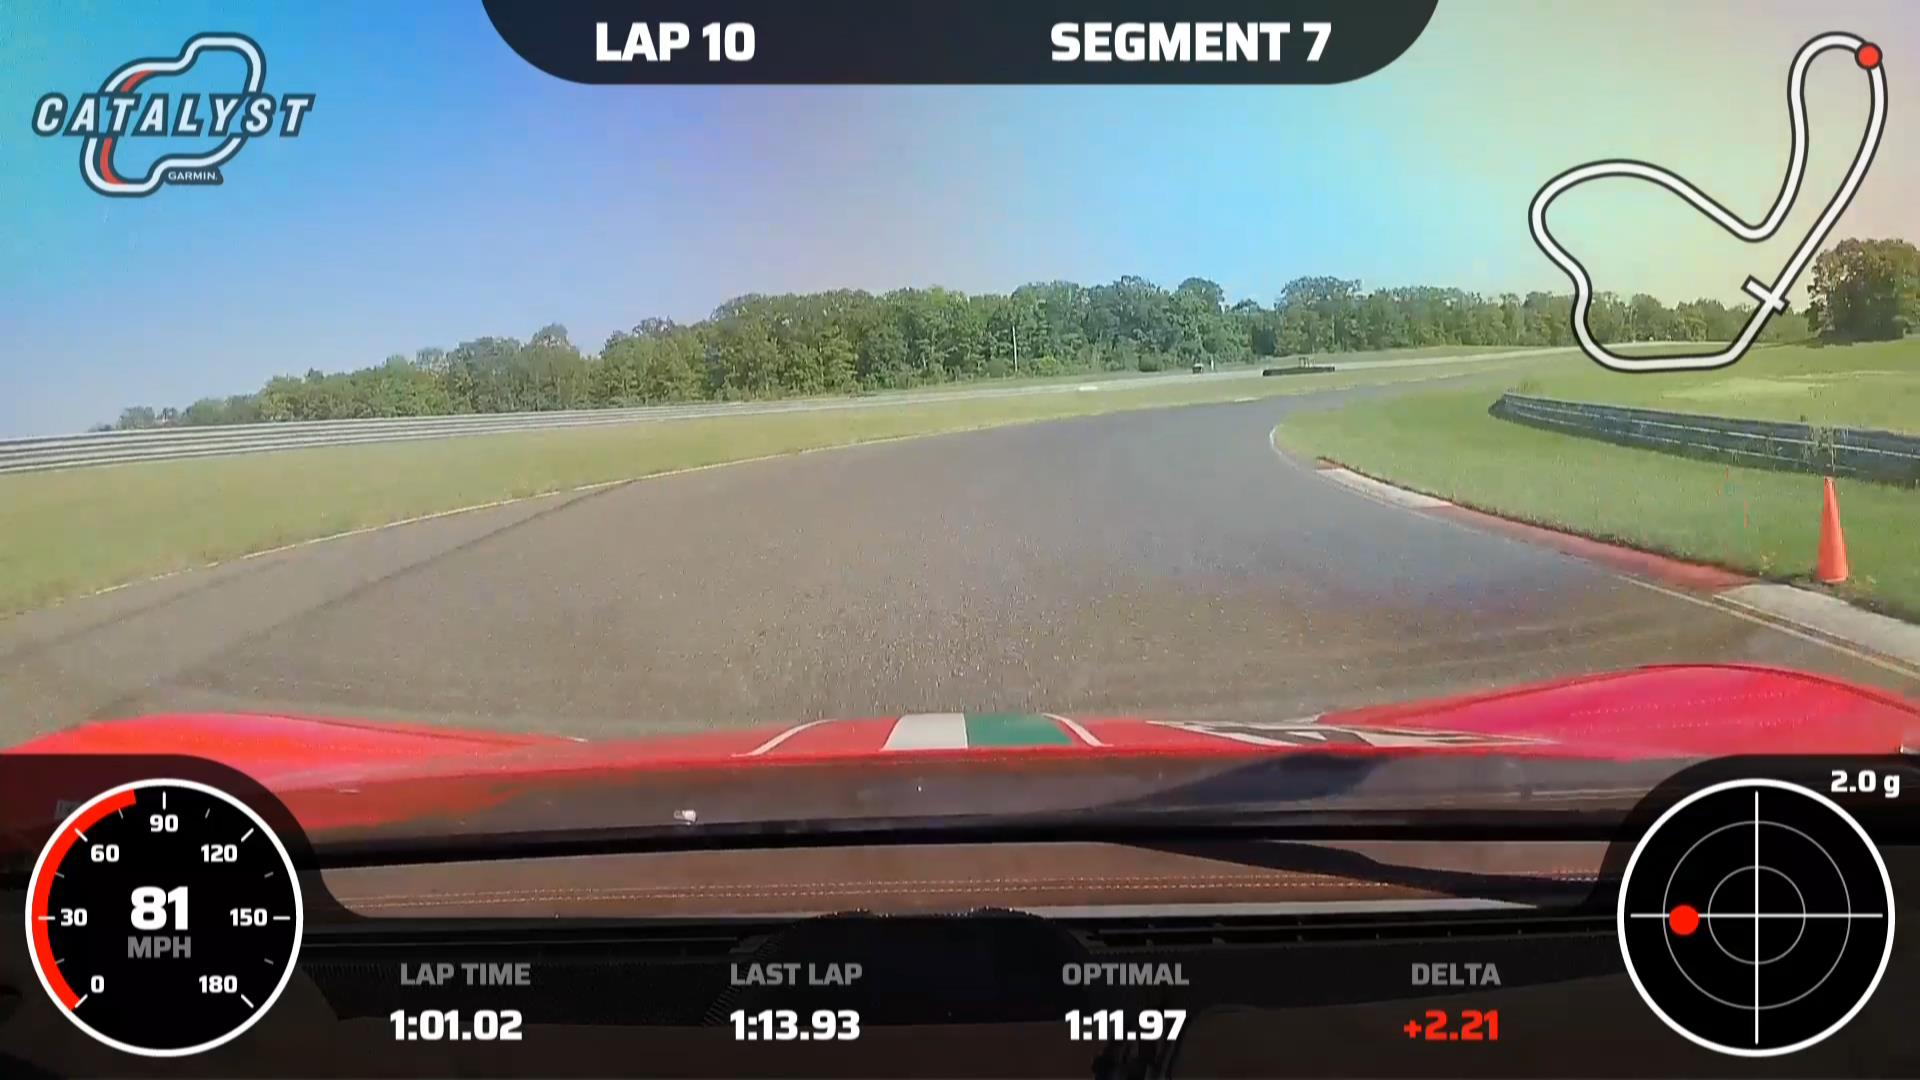 LAP 10
SEGMENT 7
CATALYST
GARMIN.
2.0 g
90
60
120
81
30
150
MPH
0
180
LAP TIME
LAST LAP
OPTIMAL
DELTA
1:01.02
1:13.93
1:11.97
+2.21